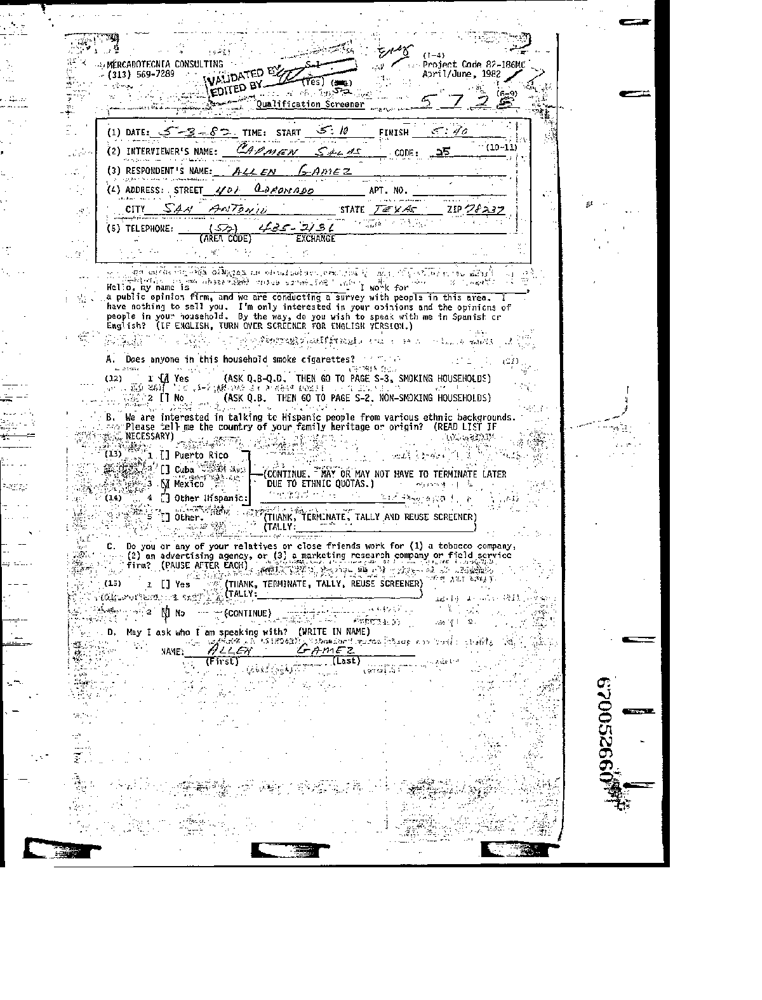 (1-4)
MERCADOTECNIA CONSULTING
Project Code 82-186MC
(313) 569-7289
April/June, 1982
VALIDATED BY
(Yes)
EDITED BY
(6-9)
Qualification Screener
5 7 2 5
(1) DATE: 5-3-82 TIME: START 5:10 FINISH 5:40
(2) INTERVIEWER'S NAME: CARMEN SALAS CODE: 25 (10-11)
(3) RESPONDENT'S NAME: ALLEN GAMEZ
(4) ADDRESS: STREET 401 CORONADO APT. NO.
CITY SAN ANTONIO STATE TEXAS ZIP 78237
(5) TELEPHONE: (512) 435-2136
(AREA CODE) EXCHANGE
Hello, my name is I work for ,
a public opinion firm, and we are conducting a survey with people in this area. I
have nothing to sell you. I'm only interested in your opinions and the opinions of
people in your household. By the way, do you wish to speak with me in Spanish or
English? (IF ENGLISH, TURN OVER SCREENER FOR ENGLISH VERSION.)
A. Does anyone in this household smoke cigarettes?
(12) 1 [X] Yes (ASK Q.B-Q.D. THEN GO TO PAGE S-3, SMOKING HOUSEHOLDS)
2 [] No (ASK Q.B. THEN GO TO PAGE S-2, NON-SMOKING HOUSEHOLDS)
B. We are interested in talking to Hispanic people from various ethnic backgrounds.
Please tell me the country of your family heritage or origin? (READ LIST IF
NECESSARY)
(13) 1 [] Puerto Rico
[] Cuba
(CONTINUE. MAY OR MAY NOT HAVE TO TERMINATE LATER
3 [X] Mexico
DUE TO ETHNIC QUOTAS.)
(14) 4 [] Other Hispanic:
5 [] Other. (THANK, TERMINATE, TALLY AND REUSE SCREENER)
(TALLY: )
C. Do you or any of your relatives or close friends work for (1) a tobacco company,
(2) an advertising agency, or (3) a marketing research company or field service
firm? (PAUSE AFTER EACH)
(15) 1 [] Yes (THANK, TERMINATE, TALLY, REUSE SCREENER)
(TALLY: )
2 [X] No (CONTINUE)
D. May I ask who I am speaking with? (WRITE IN NAME)
NAME: ALLEN GAMEZ
(First) (Last)
670052660